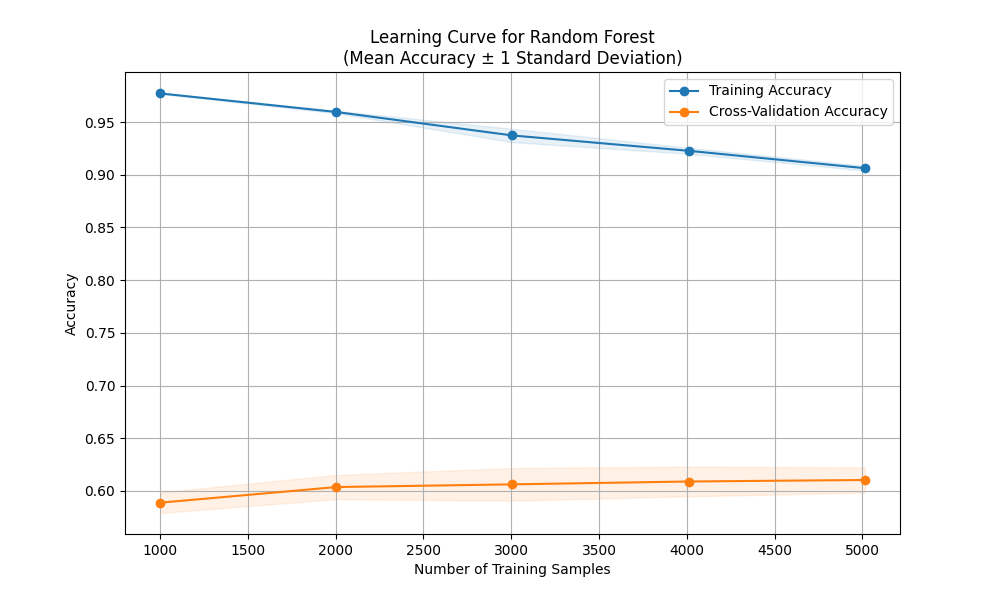 Learning Curve for Random Forest
(Mean Accuracy ± 1 Standard Deviation)
Training Accuracy
Cross-Validation Accuracy
Accuracy
0.95
0.90
0.85
0.80
0.75
0.70
0.65
0.60
1000 1500 2000 2500 3000 3500 4000 4500 5000
Number of Training Samples